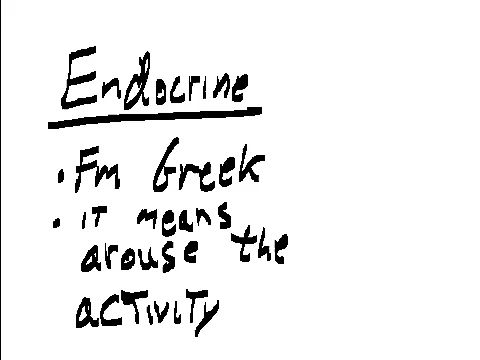 Endocrine
• Fm Greek
• iT means
arouse the
acTiviTy